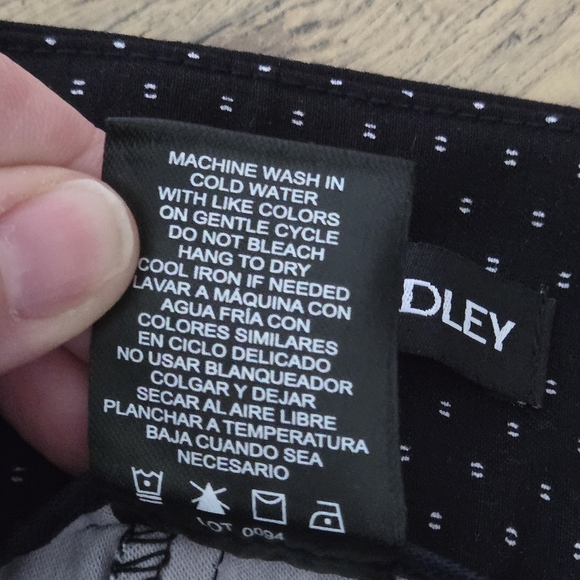 MACHINE WASH IN
COLD WATER
WITH LIKE COLORS
ON GENTLE CYCLE
DO NOT BLEACH
HANG TO DRY
COOL IRON IF NEEDED
LAVAR A MÁQUINA CON
AGUA FRÍA CON
COLORES SIMILARES
EN CICLO DELICADO
NO USAR BLANQUEADOR
COLGAR Y DEJAR
SECAR AL AIRE LIBRE
PLANCHAR A TEMPERATURA
BAJA CUANDO SEA
NECESARIO
LOT 0094
DLEY